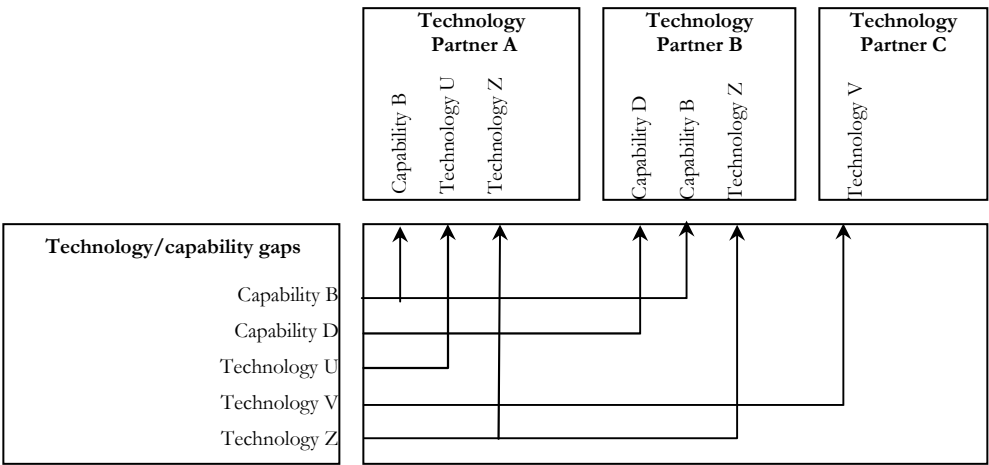 Technology
Partner A
Capability B
Technology U
Technology Z
Technology
Partner B
Capability D
Capability B
Technology Z
Technology
Partner C
Technology V
Technology/capability gaps
Capability B
Capability D
Technology U
Technology V
Technology Z